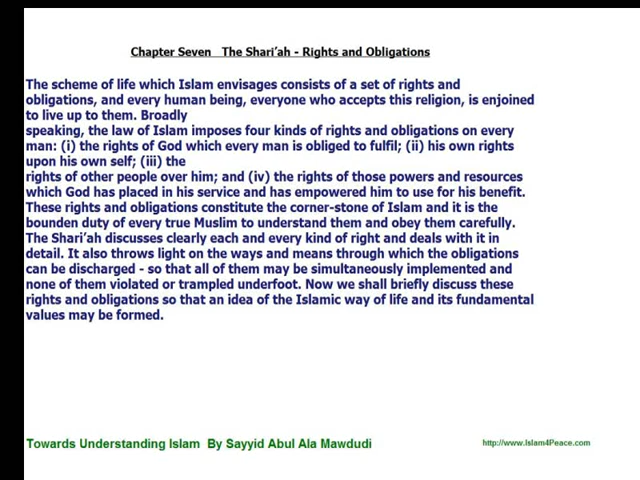 Chapter Seven   The Shari’ah - Rights and Obligations
The scheme of life which Islam envisages consists of a set of rights and
obligations, and every human being, everyone who accepts this religion, is enjoined
to live up to them. Broadly
speaking, the law of Islam imposes four kinds of rights and obligations on every
man: (i) the rights of God which every man is obliged to fulfil; (ii) his own rights
upon his own self; (iii) the
rights of other people over him; and (iv) the rights of those powers and resources
which God has placed in his service and has empowered him to use for his benefit.
These rights and obligations constitute the corner-stone of Islam and it is the
bounden duty of every true Muslim to understand them and obey them carefully.
The Shari’ah discusses clearly each and every kind of right and deals with it in
detail. It also throws light on the ways and means through which the obligations
can be discharged - so that all of them may be simultaneously implemented and
none of them violated or trampled underfoot. Now we shall briefly discuss these
rights and obligations so that an idea of the Islamic way of life and its fundamental
values may be formed.
Towards Understanding Islam  By Sayyid Abul Ala Mawdudi
http://www.Islam4Peace.com